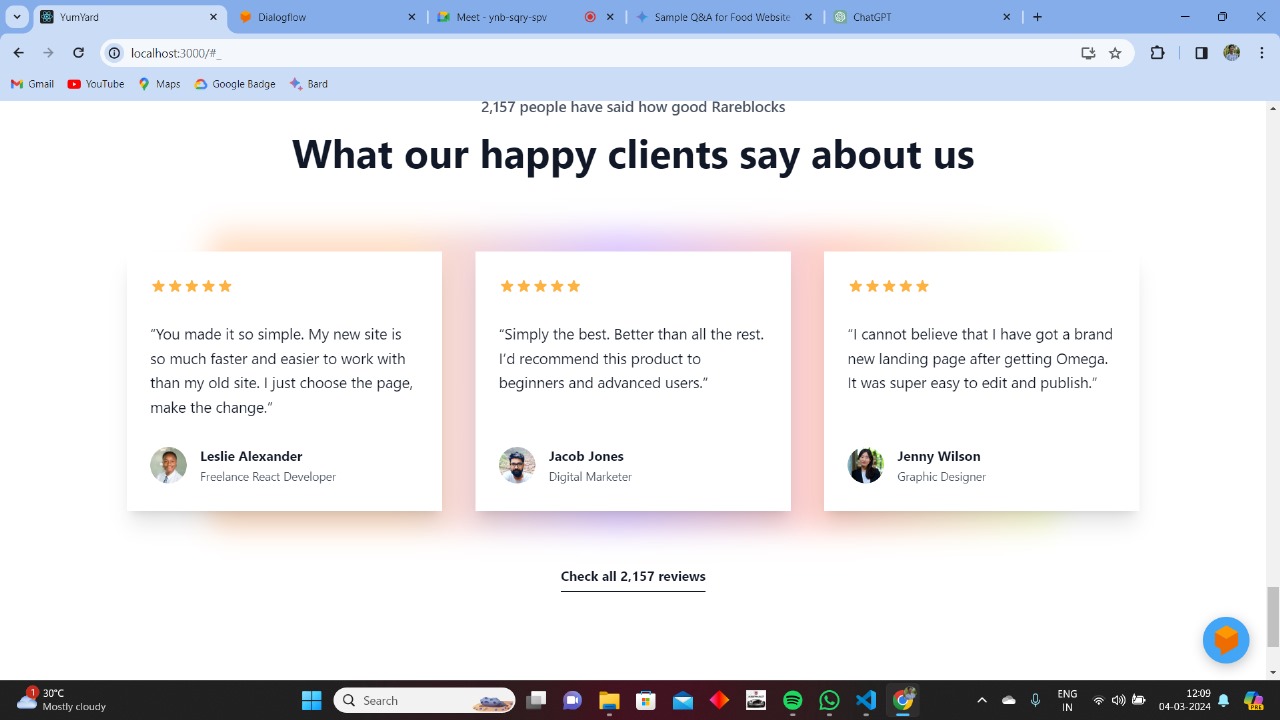 YumYard
Dialogflow
Meet - ynb-sqry-spv
Sample Q&A for Food Website
ChatGPT
localhost:3000/#_
Gmail
YouTube
Maps
Google Badge
Bard
2,157 people have said how good Rareblocks
What our happy clients say about us
“You made it so simple. My new site is
so much faster and easier to work with
than my old site. I just choose the page,
make the change.”
Leslie Alexander
Freelance React Developer
“Simply the best. Better than all the rest.
I’d recommend this product to
beginners and advanced users.”
Jacob Jones
Digital Marketer
“I cannot believe that I have got a brand
new landing page after getting Omega.
It was super easy to edit and publish.”
Jenny Wilson
Graphic Designer
Check all 2,157 reviews
1
30°C
Mostly cloudy
Search
ENG
IN
12:09
04-03-2024
PRE